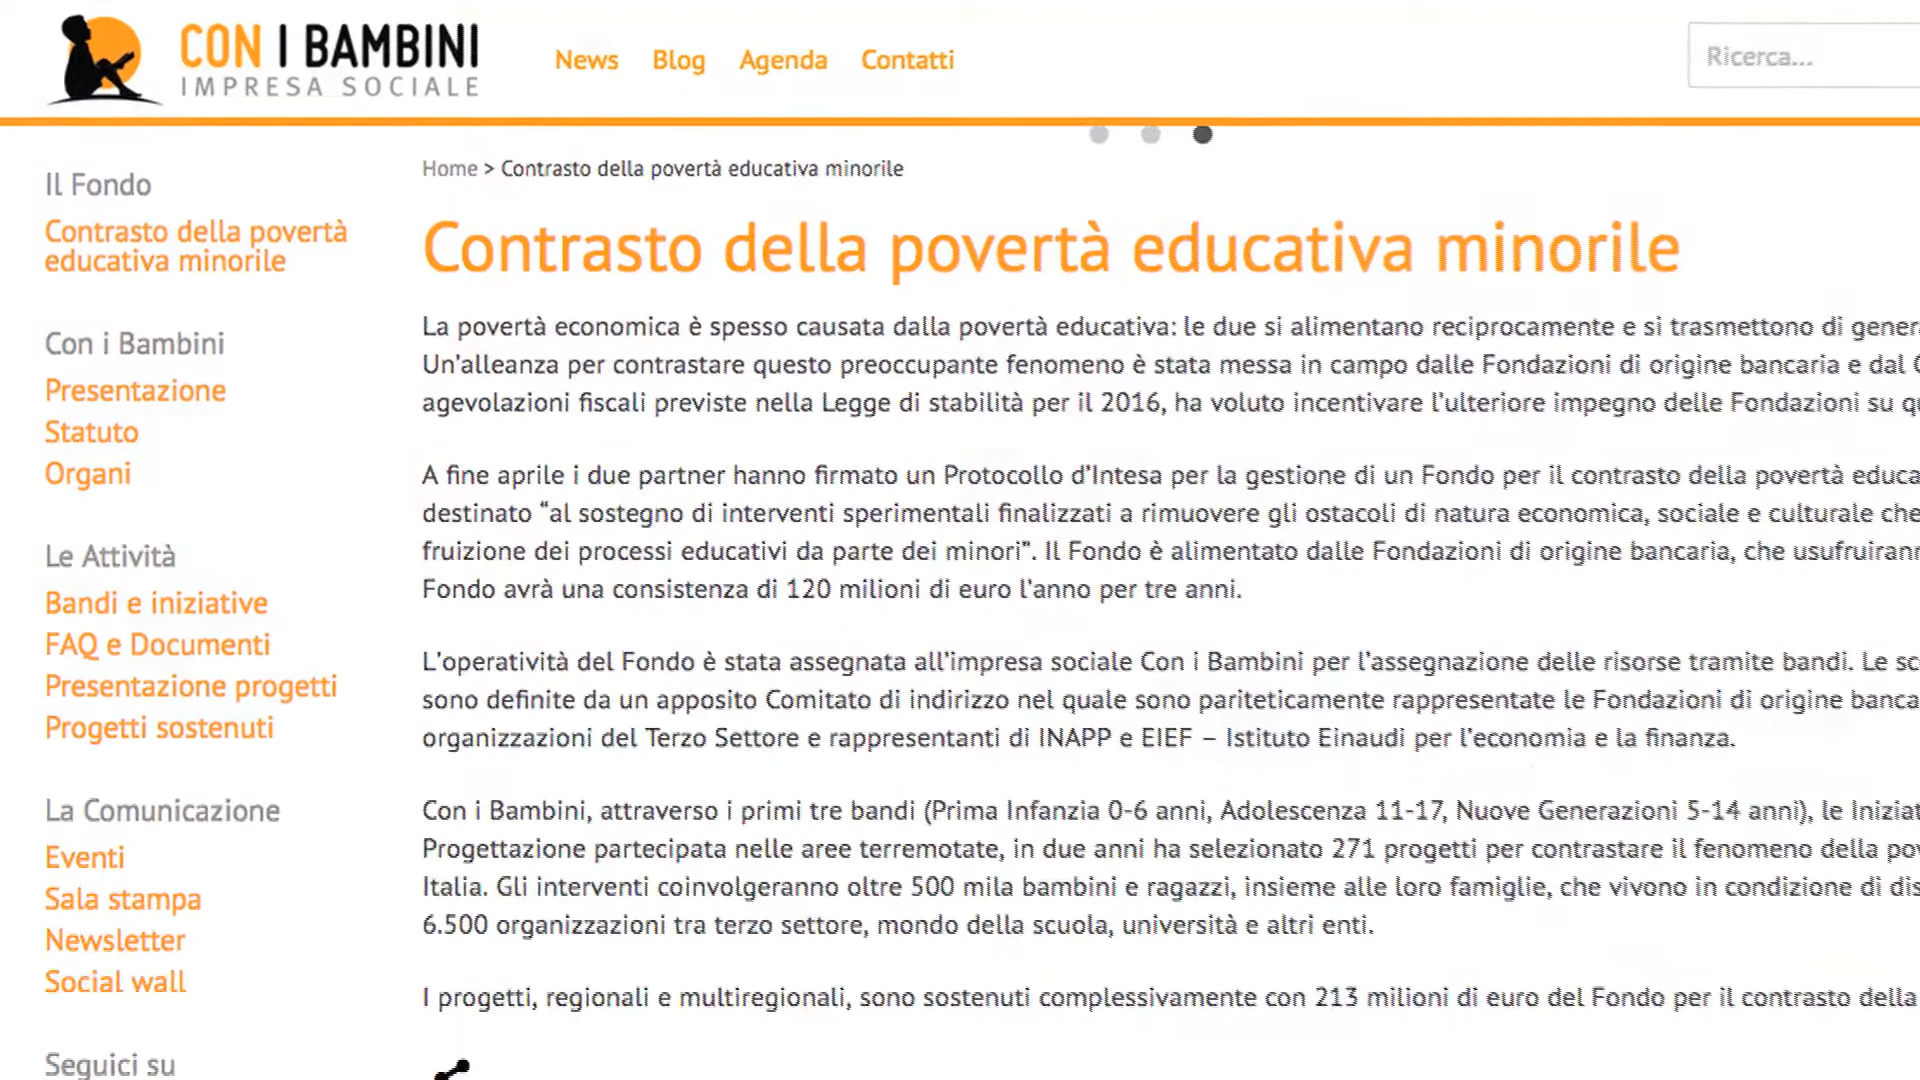 CON I BAMBINI
IMPRESA SOCIALE
News Blog Agenda Contatti
Ricerca...
Il Fondo
Contrasto della povertà
educativa minorile
Con i Bambini
Presentazione
Statuto
Organi
Le Attività
Bandi e iniziative
FAQ e Documenti
Presentazione progetti
Progetti sostenuti
La Comunicazione
Eventi
Sala stampa
Newsletter
Social wall
Seguici su
Home > Contrasto della povertà educativa minorile
Contrasto della povertà educativa minorile
La povertà economica è spesso causata dalla povertà educativa: le due si alimentano reciprocamente e si trasmettono di
Un’alleanza per contrastare questo preoccupante fenomeno è stata messa in campo dalle Fondazioni di origine bancaria e dal
agevolazioni fiscali previste nella Legge di stabilità per il 2016, ha voluto incentivare l’ulteriore impegno delle Fondazioni su
A fine aprile i due partner hanno firmato un Protocollo d’Intesa per la gestione di un Fondo per il contrasto della povertà
destinato “al sostegno di interventi sperimentali finalizzati a rimuovere gli ostacoli di natura economica, sociale e culturale che
fruizione dei processi educativi da parte dei minori”. Il Fondo è alimentato dalle Fondazioni di origine bancaria, che
Fondo avrà una consistenza di 120 milioni di euro l’anno per tre anni.
L’operatività del Fondo è stata assegnata all’impresa sociale Con i Bambini per l’assegnazione delle risorse tramite bandi. Le
sono definite da un apposito Comitato di indirizzo nel quale sono pariteticamente rappresentate le Fondazioni di origine
organizzazioni del Terzo Settore e rappresentanti di INAPP e EIEF – Istituto Einaudi per l’economia e la finanza.
Con i Bambini, attraverso i primi tre bandi (Prima Infanzia 0-6 anni, Adolescenza 11-17, Nuove Generazioni 5-14 anni), le
Progettazione partecipata nelle aree terremotate, in due anni ha selezionato 271 progetti per contrastare il fenomeno della
Italia. Gli interventi coinvolgeranno oltre 500 mila bambini e ragazzi, insieme alle loro famiglie, che vivono in condizione di
6.500 organizzazioni tra terzo settore, mondo della scuola, università e altri enti.
I progetti, regionali e multiregionali, sono sostenuti complessivamente con 213 milioni di euro del Fondo per il contrasto della